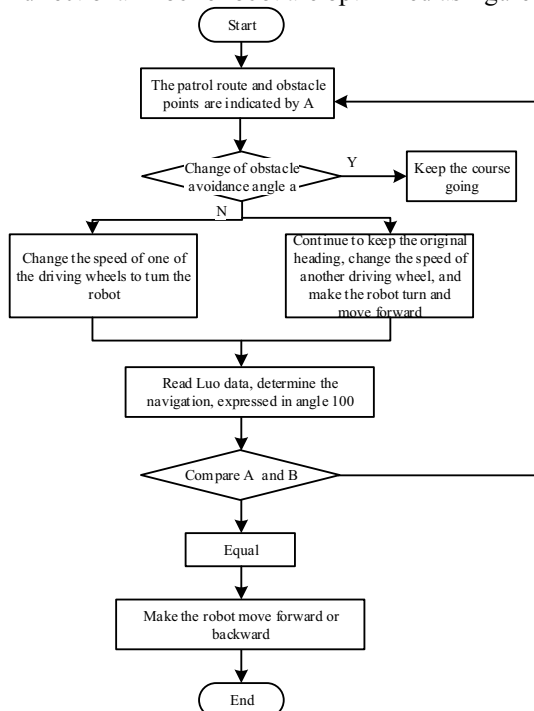 Start
The patrol route and obstacle
points are indicated by A
Change of obstacle
avoidance angle a
Y
Keep the course
going
N
Change the speed of one of
the driving wheels to turn the
robot
Continue to keep the original
heading, change the speed of
another driving wheel, and
make the robot turn and
move forward
Read Luo data, determine the
navigation, expressed in angle 100
Compare A and B
Equal
Make the robot move forward or
backward
End